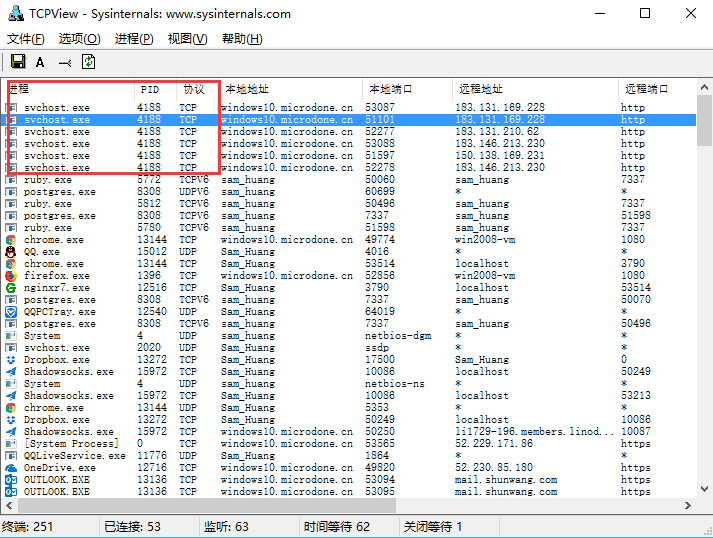 TCPView - Sysinternals: www.sysinternals.com
文件(F) 选项(O) 进程(P) 视图(V) 帮助(H)
A
进程 PID 协议 本地地址 本地端口 远程地址 远程端口
svchost.exe 4188 TCP windows10.microdone.cn 53087 183.131.169.228 http
svchost.exe 4188 TCP windows10.microdone.cn 51101 183.131.169.228 http
svchost.exe 4188 TCP windows10.microdone.cn 52277 183.131.210.62 http
svchost.exe 4188 TCP windows10.microdone.cn 53088 183.146.213.230 http
svchost.exe 4188 TCP windows10.microdone.cn 51597 150.138.169.231 http
svchost.exe 4188 TCP windows10.microdone.cn 52278 183.246.213.230 http
ruby.exe 5772 TCPV6 sam_huang 50060 sam_huang 7337
postgres.exe 8308 UDPV6 sam_huang 60699 * *
ruby.exe 5812 TCPV6 sam_huang 50496 sam_huang 7337
postgres.exe 8308 TCPV6 sam_huang 7337 sam_huang 51598
ruby.exe 5780 TCPV6 sam_huang 51598 sam_huang 7337
chrome.exe 13144 TCP windows10.microdone.cn 49774 win2008-vm 1080
QQ.exe 15012 UDP Sam_Huang 4016 * *
chrome.exe 13144 TCP Sam_Huang 53514 localhost 3790
firefox.exe 1396 TCP windows10.microdone.cn 52856 win2008-vm 1080
nginxr7.exe 12516 TCP Sam_Huang 3790 localhost 53514
postgres.exe 8308 TCPV6 sam_huang 7337 sam_huang 50070
QQPCTray.exe 12540 UDP Sam_Huang 64019 * *
postgres.exe 8308 TCPV6 sam_huang 7337 sam_huang 50496
System 4 UDP Sam_huang netbios-dgm * *
svchost.exe 2020 UDP Sam_Huang ssdp * *
Dropbox.exe 13272 TCP Sam_Huang 17500 Sam_Huang 0
Shadowsocks.exe 15972 TCP Sam_Huang 10086 localhost 50249
System 4 UDP Sam_huang netbios-ns * *
Shadowsocks.exe 15972 TCP Sam_Huang 10086 localhost 53213
chrome.exe 13144 UDP Sam_Huang 5353 * *
Dropbox.exe 13272 TCP Sam_Huang 50249 localhost 10086
Shadowsocks.exe 15972 TCP windows10.microdone.cn 50250 li1729-196.members.linod... 10087
[System Process] 0 TCP windows10.microdone.cn 53565 52.229.171.86 https
QQLiveService.exe 11776 UDP Sam_Huang 1864 * *
OneDrive.exe 12716 TCP windows10.microdone.cn 49820 52.230.85.180 https
OUTLOOK.EXE 13136 TCP windows10.microdone.cn 53094 mail.shunwang.com https
OUTLOOK.EXE 13136 TCP windows10.microdone.cn 53095 mail.shunwang.com https
终端: 251 已连接: 53 监听: 63 时间等待 62 关闭等待 1